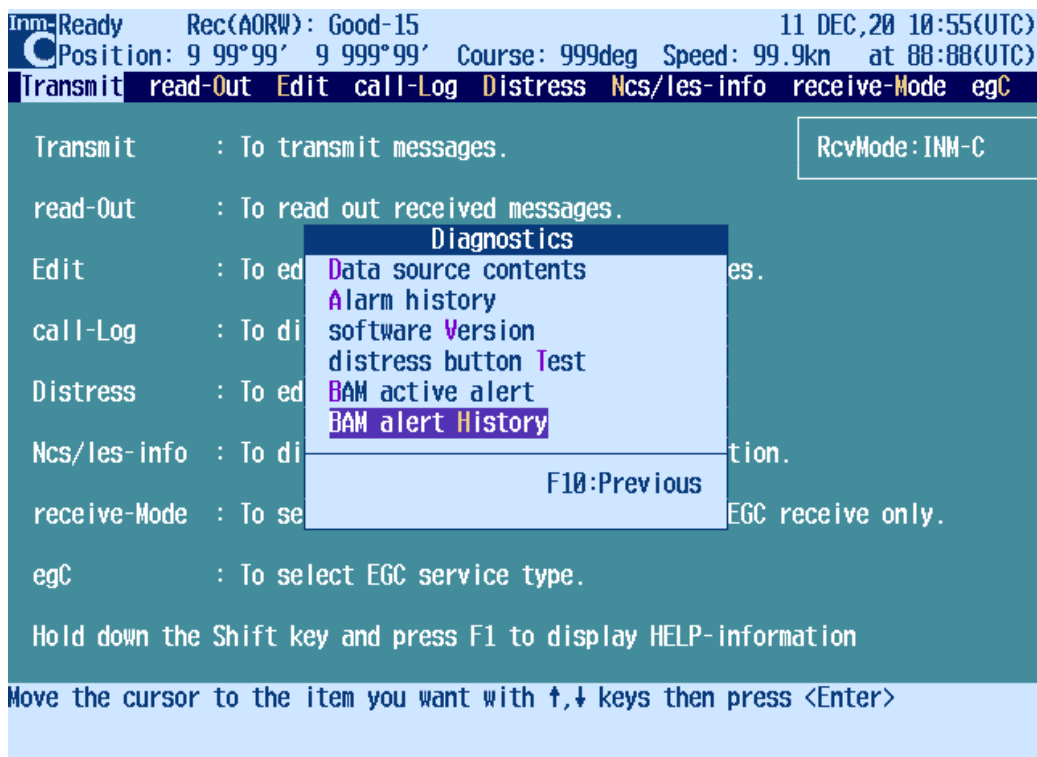 Inm-C Ready Rec(AORW): Good-15 11 DEC,20 10:55(UTC)
Position: 9 99°99′ 9 999°99′ Course: 999deg Speed: 99.9kn at 88:88(UTC)
Transmit read-Out Edit call-Log Distress Ncs/les-info receive-Mode egC
Transmit : To transmit messages.
RcvMode:INM-C
read-Out : To read out received messages.
Edit : To ed
es.
call-Log : To di
Distress : To ed
Ncs/les-info : To di
tion.
receive-Mode : To se
EGC receive only.
egC : To select EGC service type.
Hold down the Shift key and press F1 to display HELP-information
Diagnostics
Data source contents
Alarm history
software Version
distress button Test
BAM active alert
BAM alert History
F10:Previous
Move the cursor to the item you want with ↑,↓ keys then press <Enter>